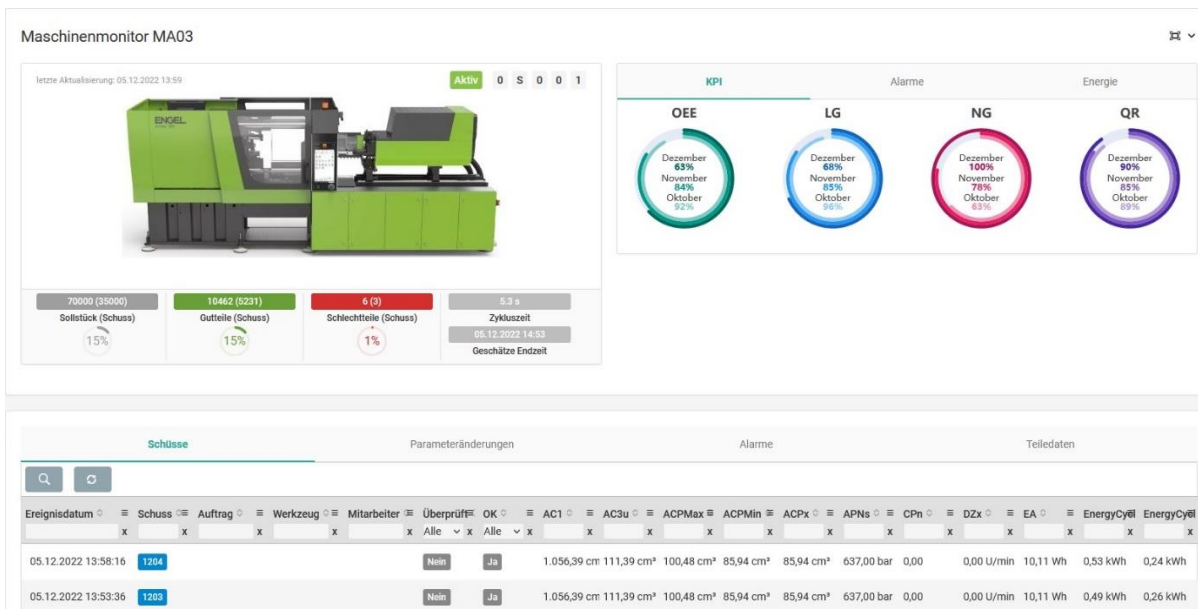 Maschinenmonitor MA03
letzte Aktualisierung: 05.12.2022 13:59
Aktiv 0 S 0 0 1
ENGEL
70000 (35000)
Sollstück (Schuss)
15%
10462 (5231)
Gutteile (Schuss)
15%
6 (3)
Schlechtteile (Schuss)
1%
5.3 s
Zykluszeit
05.12.2022 14:53
Geschätze Endzeit
KPI Alarme Energie
OEE LG NG QR
Dezember
63%
November
84%
Oktober
92%
Dezember
68%
November
85%
Oktober
96%
Dezember
100%
November
78%
Oktober
63%
Dezember
90%
November
85%
Oktober
89%
Schüsse Parameteränderungen Alarme Teiledaten
Ereignisdatum Schuss Auftrag Werkzeug Mitarbeiter Überprüft OK AC1 AC3u ACPMax ACPMin ACPx APNs CPn DZx EA EnergyCyel EnergyCyel
x x x x x Alle x Alle x x x x x x x x x x x x
05.12.2022 13:58:16 1204 Nein Ja 1.056,39 cm 111,39 cm³ 100,48 cm³ 85,94 cm³ 85,94 cm³ 637,00 bar 0,00 0,00 U/min 10,11 Wh 0,53 kWh 0,24 kWh
05.12.2022 13:53:36 1203 Nein Ja 1.056,39 cm 111,39 cm³ 100,48 cm³ 85,94 cm³ 85,94 cm³ 637,00 bar 0,00 0,00 U/min 10,11 Wh 0,49 kWh 0,26 kWh